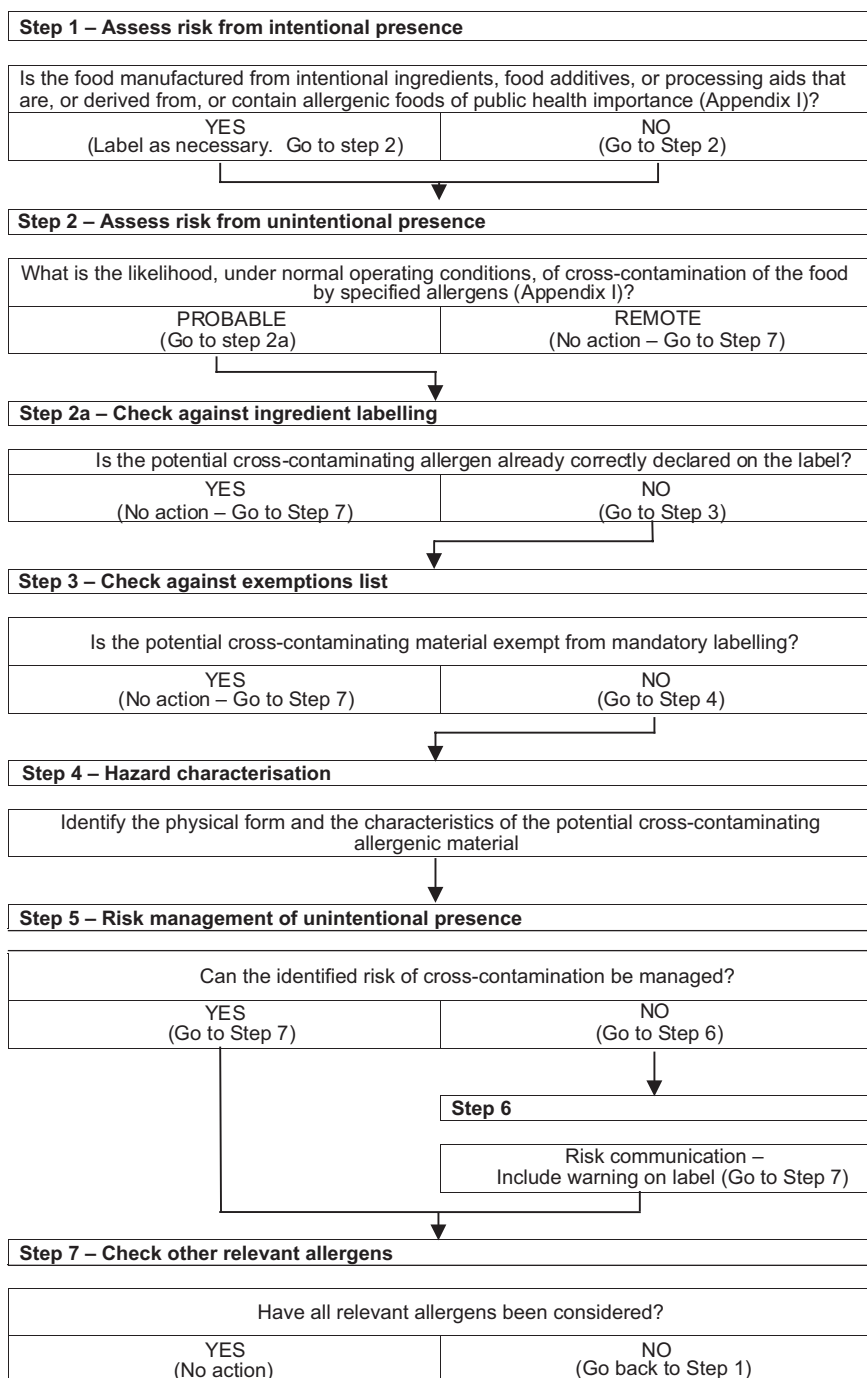 Step 1 – Assess risk from intentional presence
Is the food manufactured from intentional ingredients, food additives, or processing aids that
are, or derived from, or contain allergenic foods of public health importance (Appendix I)?
YES
(Label as necessary. Go to step 2)
NO
(Go to Step 2)
Step 2 – Assess risk from unintentional presence
What is the likelihood, under normal operating conditions, of cross-contamination of the food
by specified allergens (Appendix I)?
PROBABLE
(Go to step 2a)
REMOTE
(No action – Go to Step 7)
Step 2a – Check against ingredient labelling
Is the potential cross-contaminating allergen already correctly declared on the label?
YES
(No action – Go to Step 7)
NO
(Go to Step 3)
Step 3 – Check against exemptions list
Is the potential cross-contaminating material exempt from mandatory labelling?
YES
(No action – Go to Step 7)
NO
(Go to Step 4)
Step 4 – Hazard characterisation
Identify the physical form and the characteristics of the potential cross-contaminating
allergenic material
Step 5 – Risk management of unintentional presence
Can the identified risk of cross-contamination be managed?
YES
(Go to Step 7)
NO
(Go to Step 6)
Step 6
Risk communication –
Include warning on label (Go to Step 7)
Step 7 – Check other relevant allergens
Have all relevant allergens been considered?
YES
(No action)
NO
(Go back to Step 1)